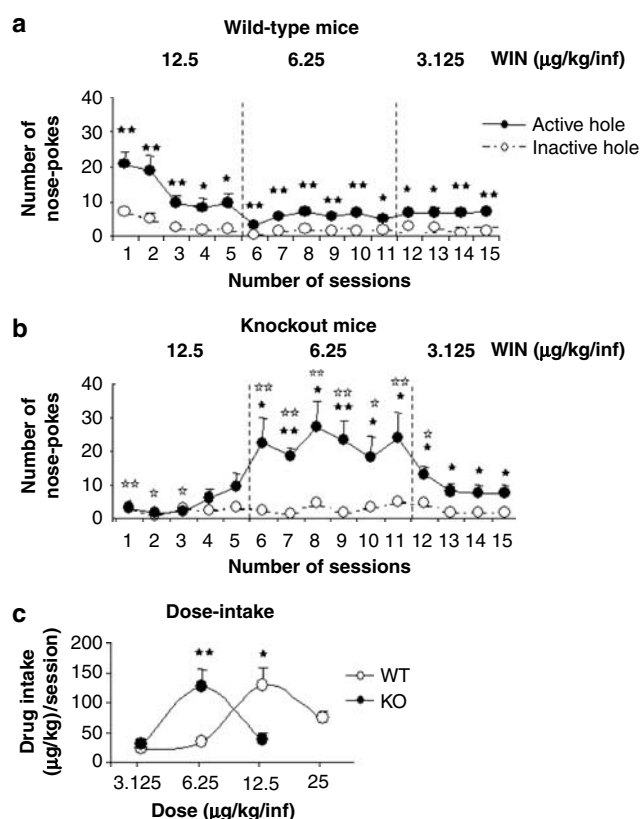 a
Wild-type mice
12.5 6.25 3.125 WIN (μg/kg/inf)
40
30
20
10
0
Number of
nose-pokes
★★ ★★ ★★ ★ ★ ★★ ★★ ★★ ★★ ★★ ★ ★ ★ ★★ ★★
Active hole
Inactive hole
1 2 3 4 5 6 7 8 9 10 11 12 13 14 15
Number of sessions
b
Knockout mice
12.5 6.25 3.125 WIN (μg/kg/inf)
40
30
20
10
0
Number of
nose-pokes
☆☆ ☆ ☆ ☆☆ ☆☆ ☆☆ ☆☆ ☆ ☆☆ ☆
★ ★★ ★ ★★ ★ ★ ★ ★ ★ ★
1 2 3 4 5 6 7 8 9 10 11 12 13 14 15
Number of sessions
c
Dose-intake
200
150
100
50
0
Drug intake
(μg/kg)/session)
★★ ★
WT
KO
3.125 6.25 12.5 25
Dose (μg/kg/inf)